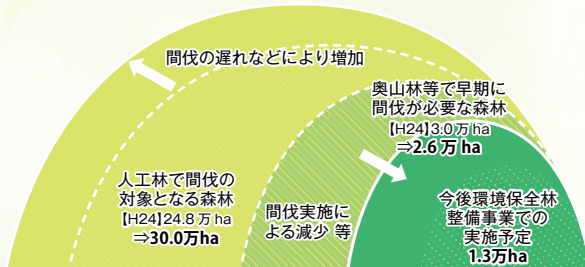 間伐の遅れなどにより増加
奥山林等で早期に
間伐が必要な森林
【H24】3.0 万 ha
⇒2.6 万 ha
人工林で間伐の
対象となる森林
【H24】24.8 万 ha
⇒30.0万ha
間伐実施に
よる減少 等
今後環境保全林
整備事業での
実施予定
1.3万ha